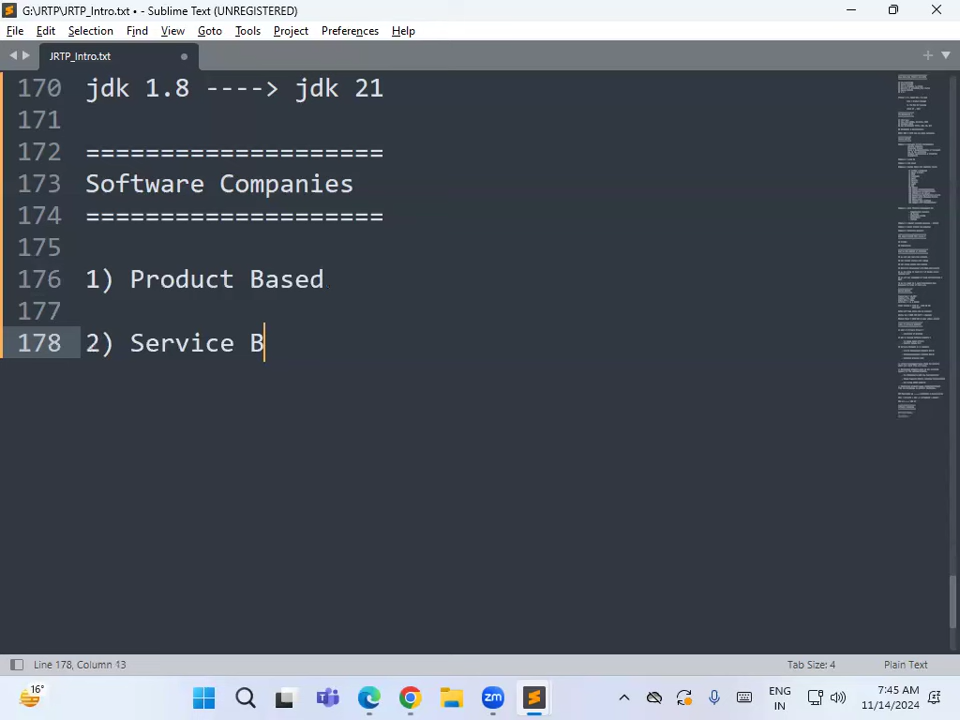 G:\JRTP\JRTP_Intro.txt • - Sublime Text (UNREGISTERED)
File Edit Selection Find View Goto Tools Project Preferences Help
JRTP_Intro.txt
170 jdk 1.8 ----> jdk 21
171
172 ====================
173 Software Companies
174 ====================
175
176 1) Product Based
177
178 2) Service B
Line 178, Column 13 Tab Size: 4 Plain Text
16°
ENG
IN
7:45 AM
11/14/2024